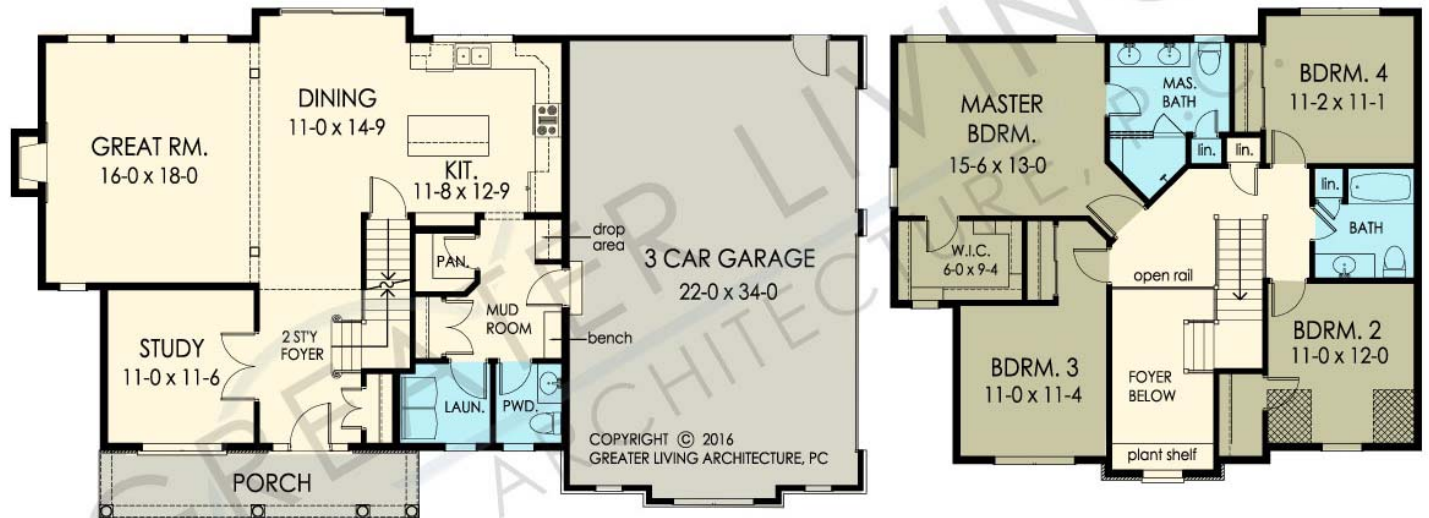 GREATER LIVING
ARCHITECTURE, P.C.
GREAT RM.
16-0 x 18-0
DINING
11-0 x 14-9
KIT.
11-8 x 12-9
PAN.
drop
area
MUD
ROOM
bench
3 CAR GARAGE
22-0 x 34-0
STUDY
11-0 x 11-6
2 ST'Y
FOYER
LAUN.
PWD.
PORCH
COPYRIGHT © 2016
GREATER LIVING ARCHITECTURE, PC
MASTER
BDRM.
15-6 x 13-0
MAS.
BATH
lin.
lin.
BDRM. 4
11-2 x 11-1
lin.
BATH
W.I.C.
6-0 x 9-4
open rail
BDRM. 3
11-0 x 11-4
FOYER
BELOW
plant shelf
BDRM. 2
11-0 x 12-0